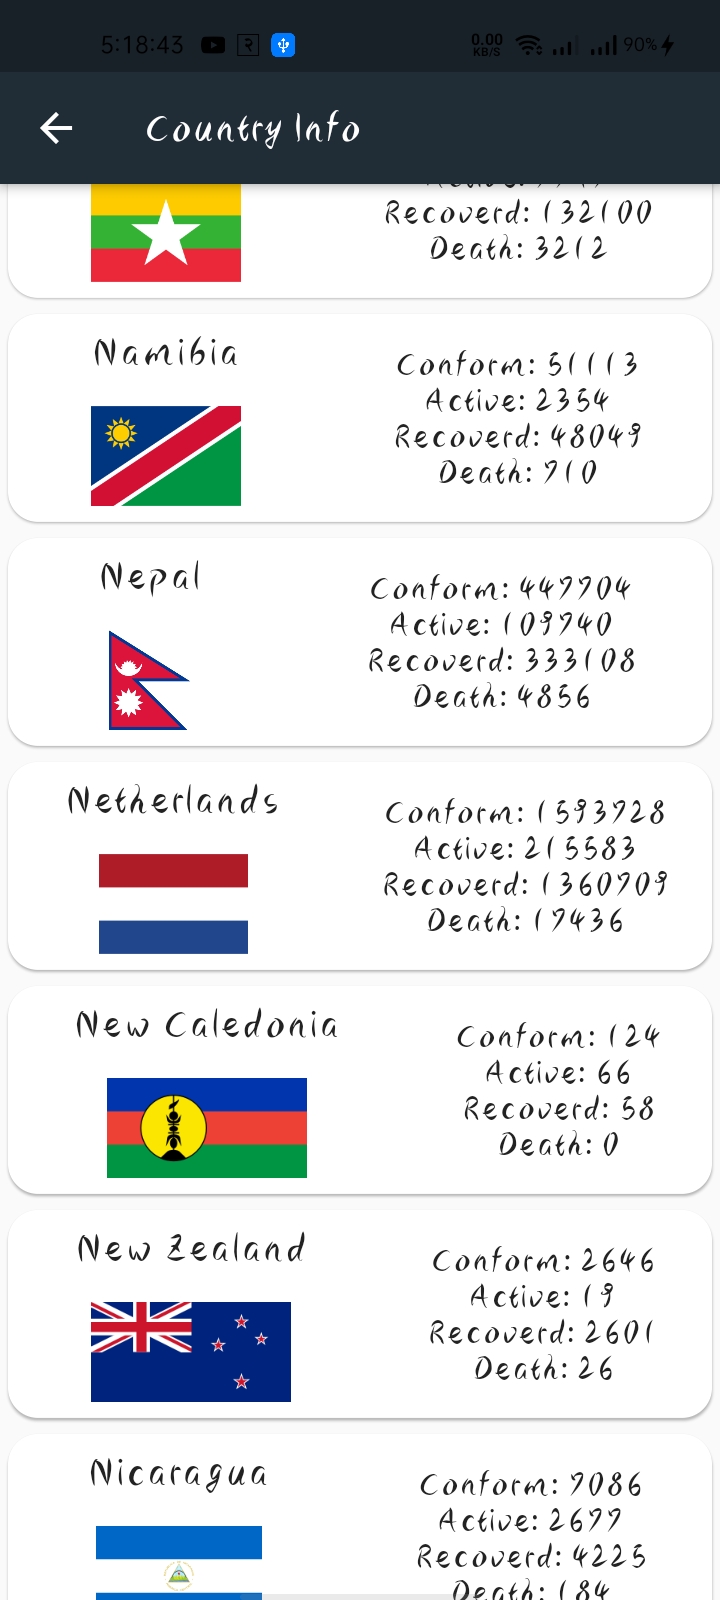 5:18:43 0.00 KB/S 90%
Country Info
Recoverd: 132100
Death: 3212
Namibia
Conform: 51113
Active: 2354
Recoverd: 48049
Death: 710
Nepal
Conform: 447704
Active: 109740
Recoverd: 333108
Death: 4856
Netherlands
Conform: 1593728
Active: 215583
Recoverd: 1360709
Death: 17436
New Caledonia
Conform: 124
Active: 66
Recoverd: 58
Death: 0
New Zealand
Conform: 2646
Active: 19
Recoverd: 2601
Death: 26
Nicaragua
Conform: 7086
Active: 2677
Recoverd: 4225
Death: 184